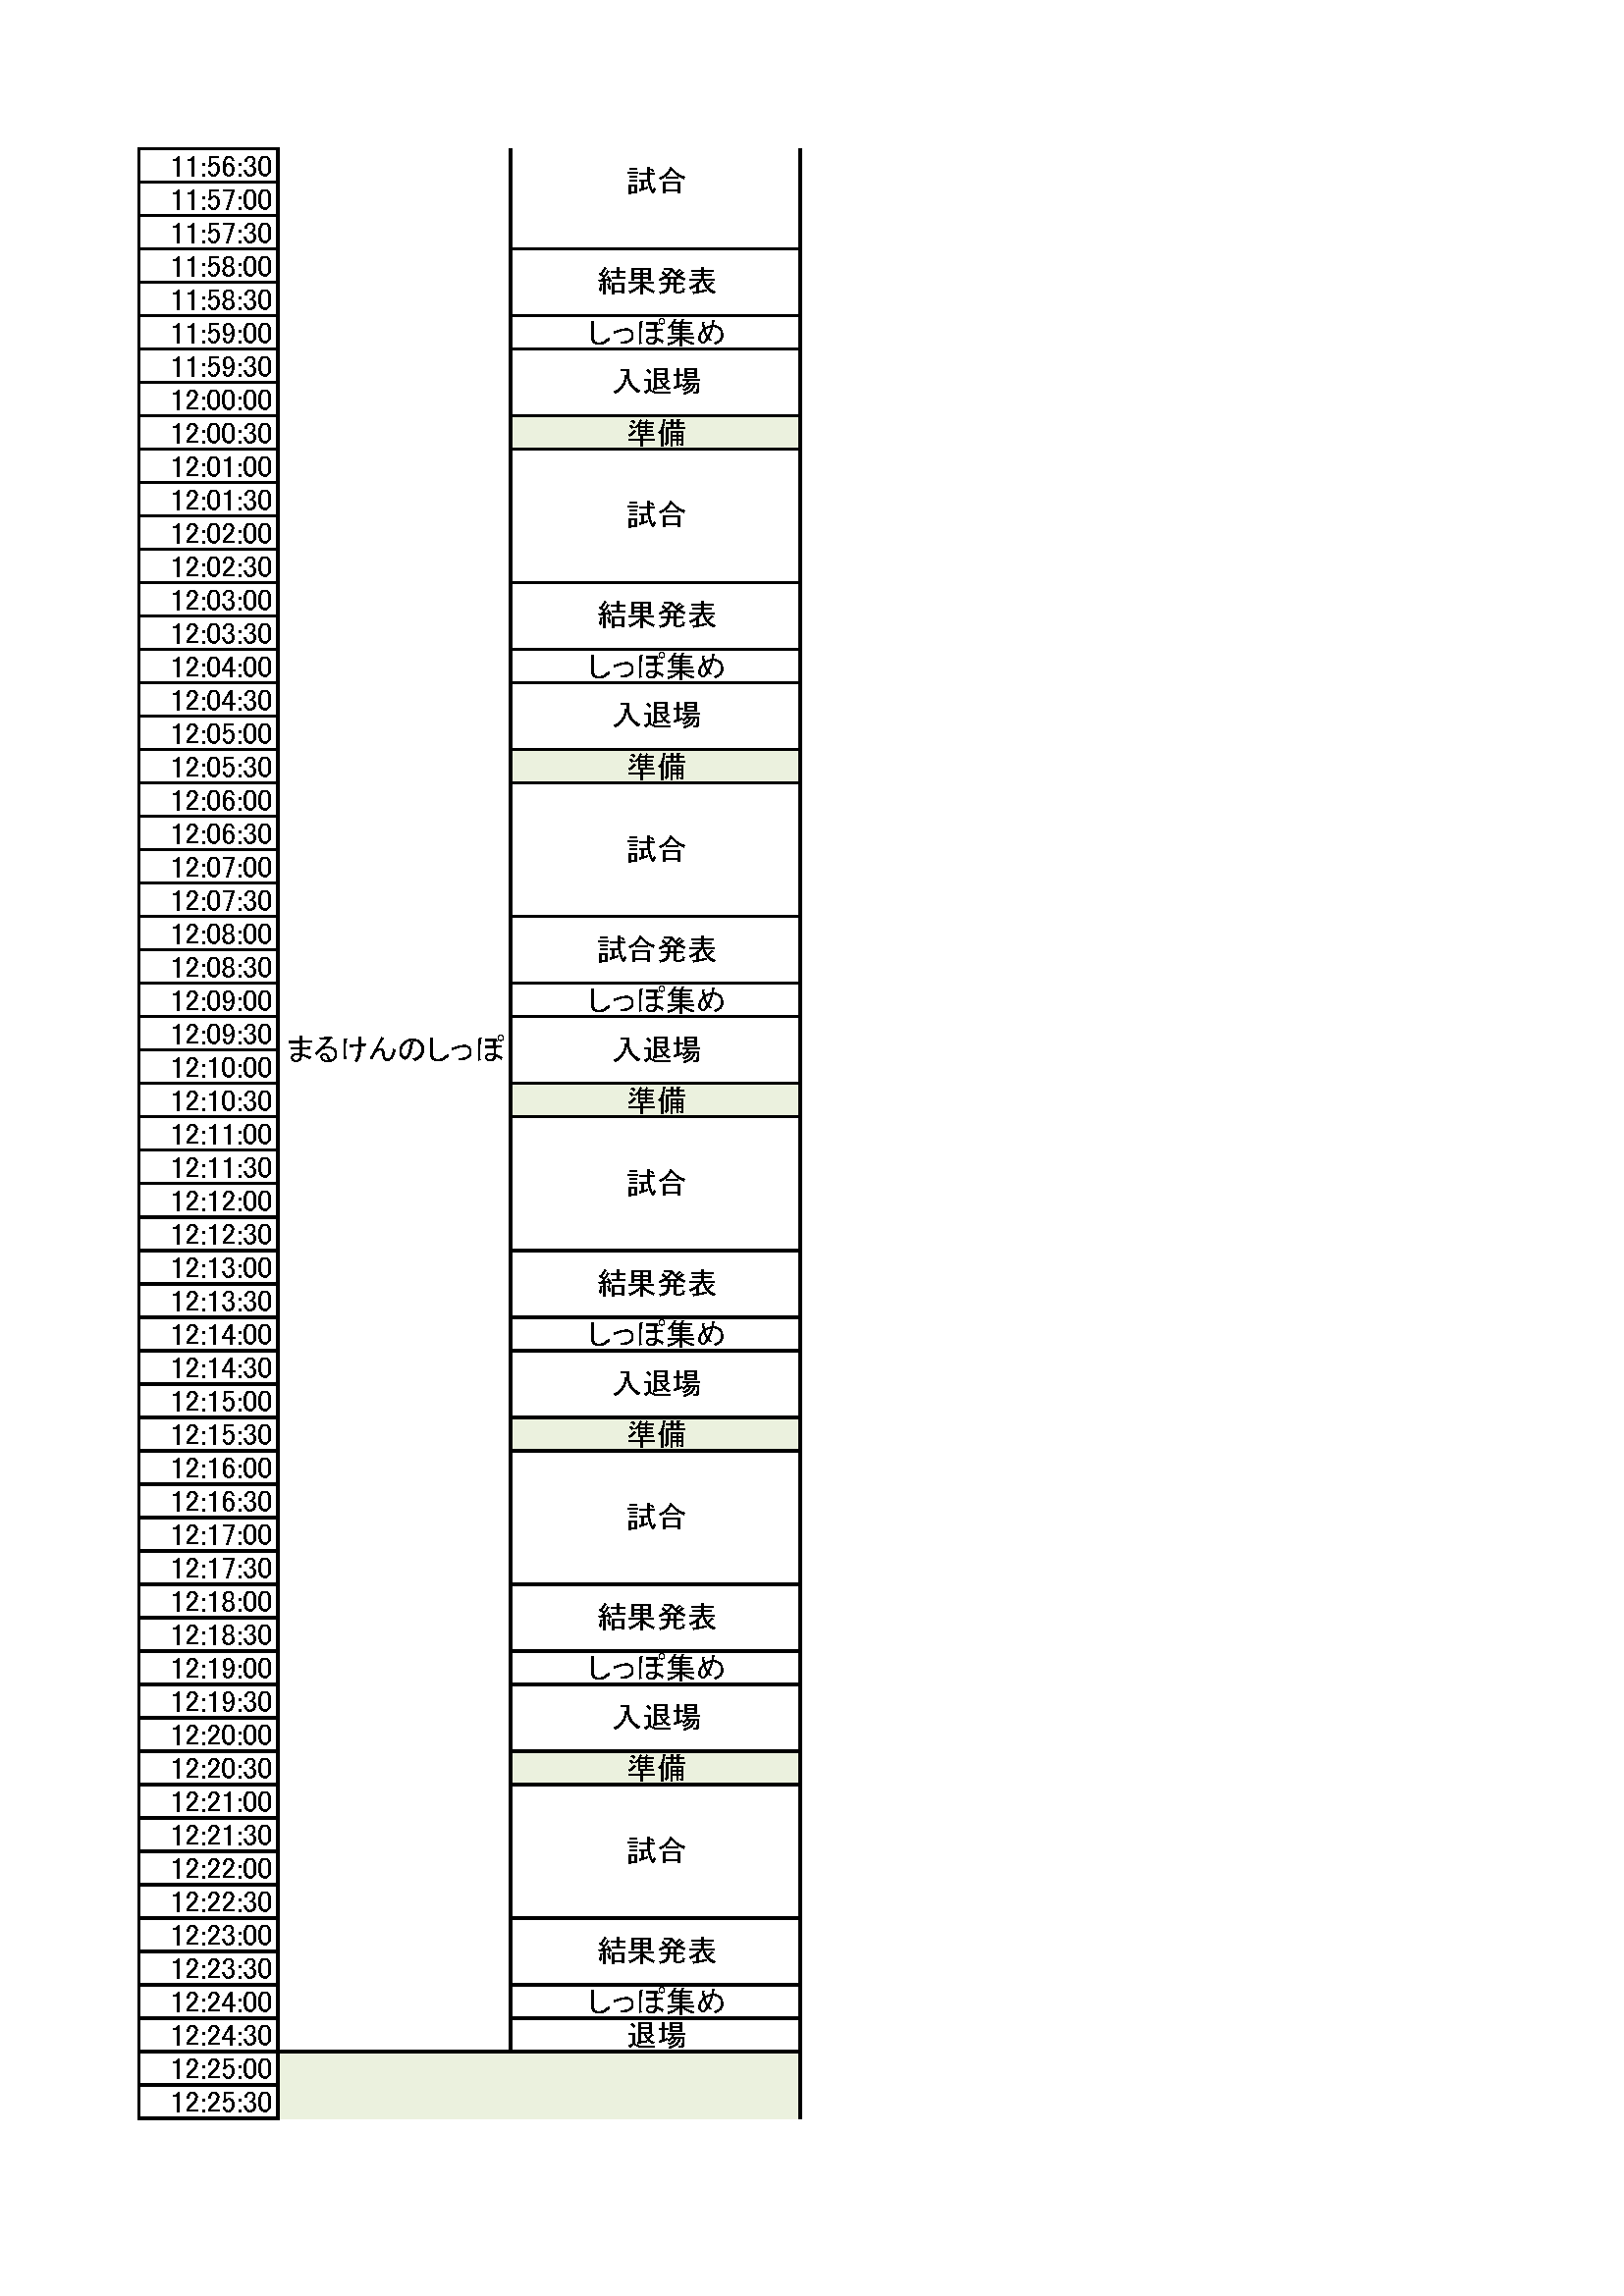 11:56:30
試合
11:57:00
11:57:30
11:58:00
結果発表
11:58:30
11:59:00 しっぽ集め
11:59:30
入退場
12:00:00
12:00:30 準備
12:01:00
12:01:30
試合
12:02:00
12:02:30
12:03:00
結果発表
12:03:30
12:04:00 しっぽ集め
12:04:30
入退場
12:05:00
12:05:30 準備
12:06:00
12:06:30
試合
12:07:00
12:07:30
12:08:00
試合発表
12:08:30
12:09:00 しっぽ集め
12:09:30
まるけんのしっぽ 入退場
12:10:00
12:10:30 準備
12:11:00
12:11:30
試合
12:12:00
12:12:30
12:13:00
結果発表
12:13:30
12:14:00 しっぽ集め
12:14:30
入退場
12:15:00
12:15:30 準備
12:16:00
12:16:30
試合
12:17:00
12:17:30
12:18:00
結果発表
12:18:30
12:19:00 しっぽ集め
12:19:30
入退場
12:20:00
12:20:30 準備
12:21:00
12:21:30
試合
12:22:00
12:22:30
12:23:00
結果発表
12:23:30
12:24:00 しっぽ集め
12:24:30 退場
12:25:00
12:25:30